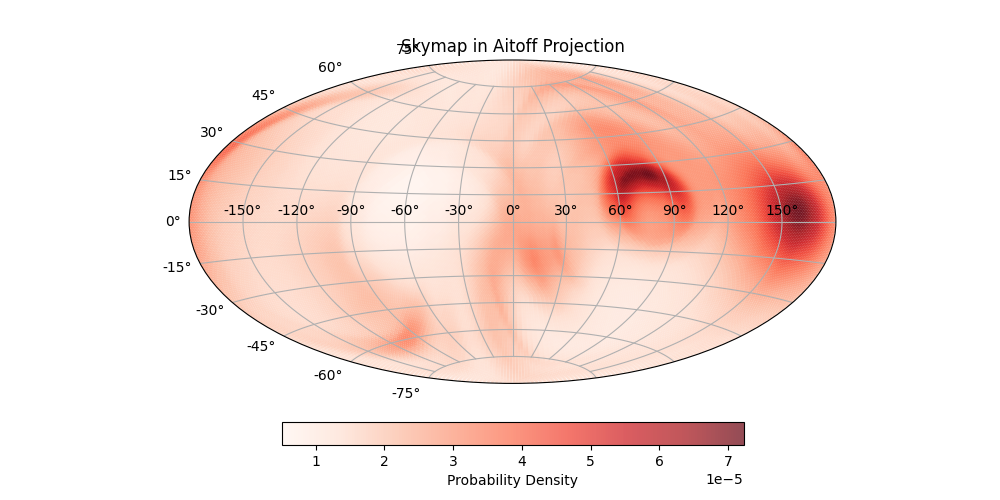 75°
Skymap in Aitoff Projection
60°
45°
30°
15°
-150° -120° -90° -60° -30° 0° 30° 60° 90° 120° 150°
0°
-15°
-30°
-45°
-60°
-75°
1 2 3 4 5 6 7
1e−5
Probability Density